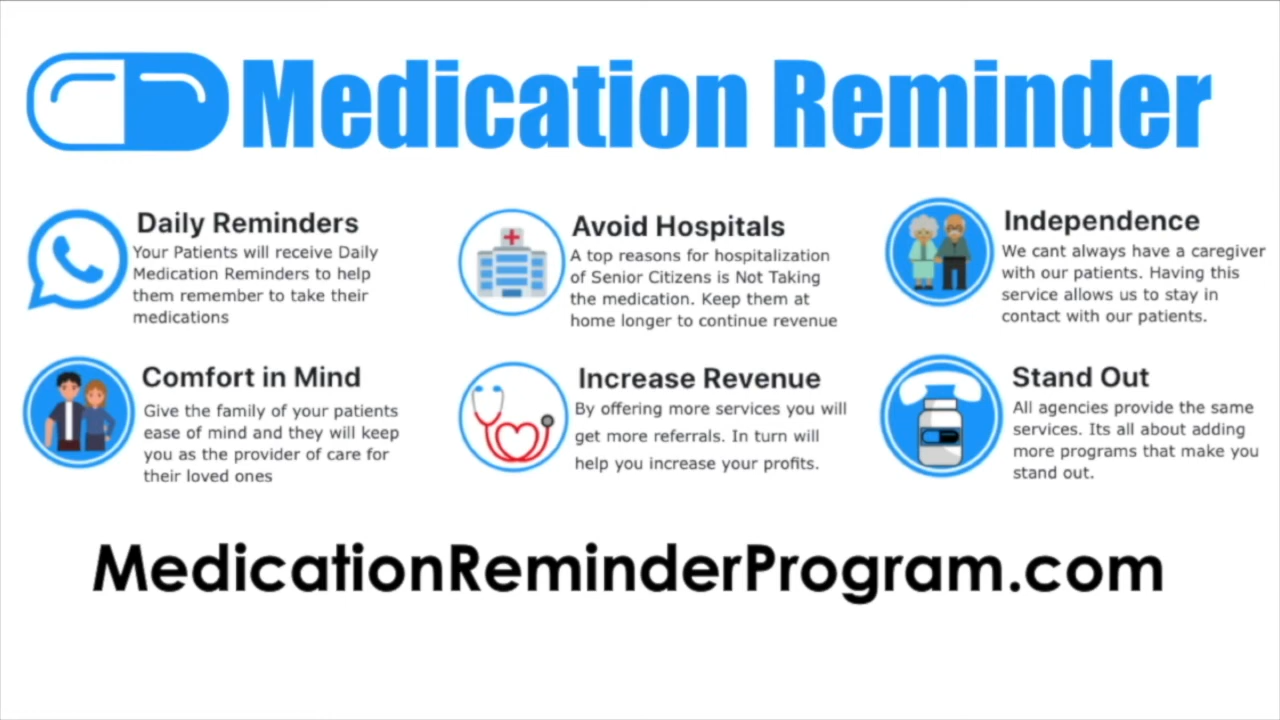 Medication Reminder
Daily Reminders
Your Patients will receive Daily
Medication Reminders to help
them remember to take their
medications
Avoid Hospitals
A top reasons for hospitalization
of Senior Citizens is Not Taking
the medication. Keep them at
home longer to continue revenue
Independence
We cant always have a caregiver
with our patients. Having this
service allows us to stay in
contact with our patients.
Comfort in Mind
Give the family of your patients
ease of mind and they will keep
you as the provider of care for
their loved ones
Increase Revenue
By offering more services you will
get more referrals. In turn will
help you increase your profits.
Stand Out
All agencies provide the same
services. Its all about adding
more programs that make you
stand out.
MedicationReminderProgram.com